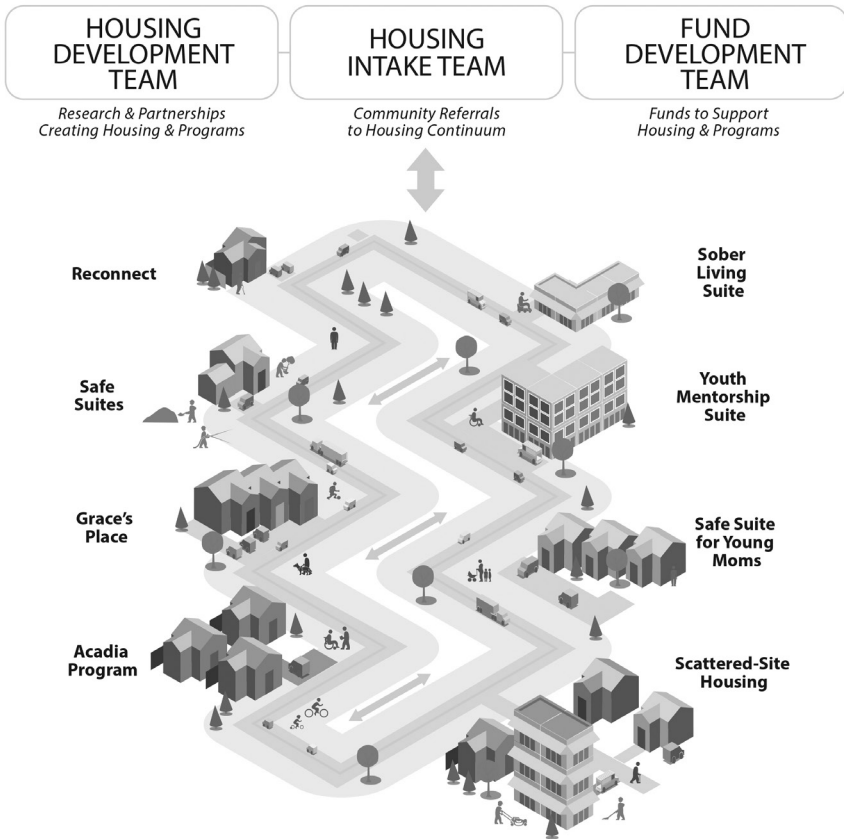 HOUSING
DEVELOPMENT
TEAM
Research & Partnerships
Creating Housing & Programs
HOUSING
INTAKE TEAM
Community Referrals
to Housing Continuum
FUND
DEVELOPMENT
TEAM
Funds to Support
Housing & Programs
Reconnect
Sober
Living
Suite
Safe
Suites
Youth
Mentorship
Suite
Grace’s
Place
Safe Suite
for Young
Moms
Acadia
Program
Scattered-Site
Housing